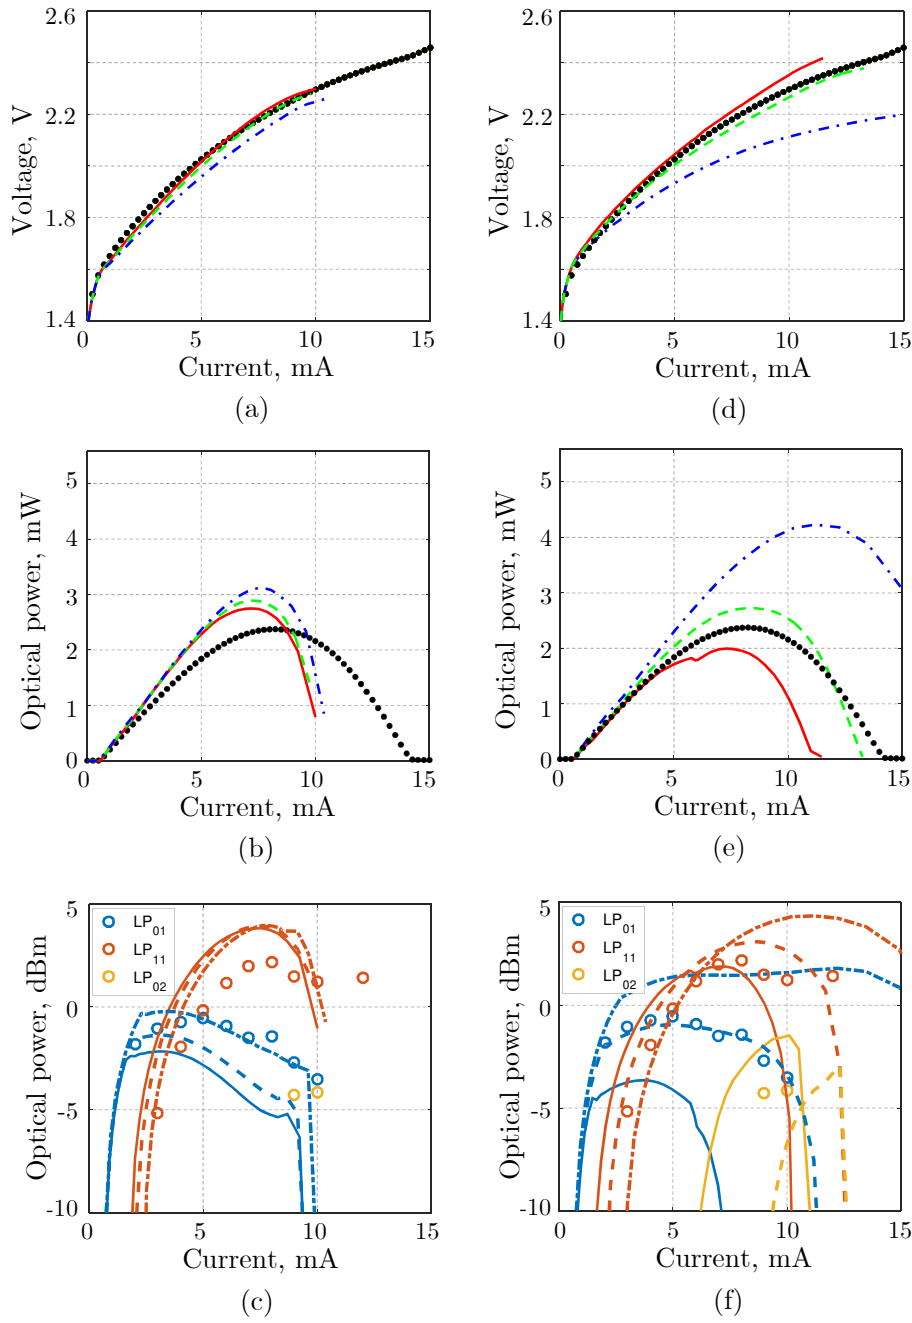 2.6
2.2
1.8
1.4
Voltage, V
0 5 10 15
Current, mA
(a)
2.6
2.2
1.8
1.4
Voltage, V
0 5 10 15
Current, mA
(d)
5
4
3
2
1
0
Optical power, mW
0 5 10 15
Current, mA
(b)
5
4
3
2
1
0
Optical power, mW
0 5 10 15
Current, mA
(e)
5
0
-5
-10
Optical power, dBm
LP01
LP11
LP02
0 5 10 15
Current, mA
(c)
5
0
-5
-10
Optical power, dBm
LP01
LP11
LP02
0 5 10 15
Current, mA
(f)